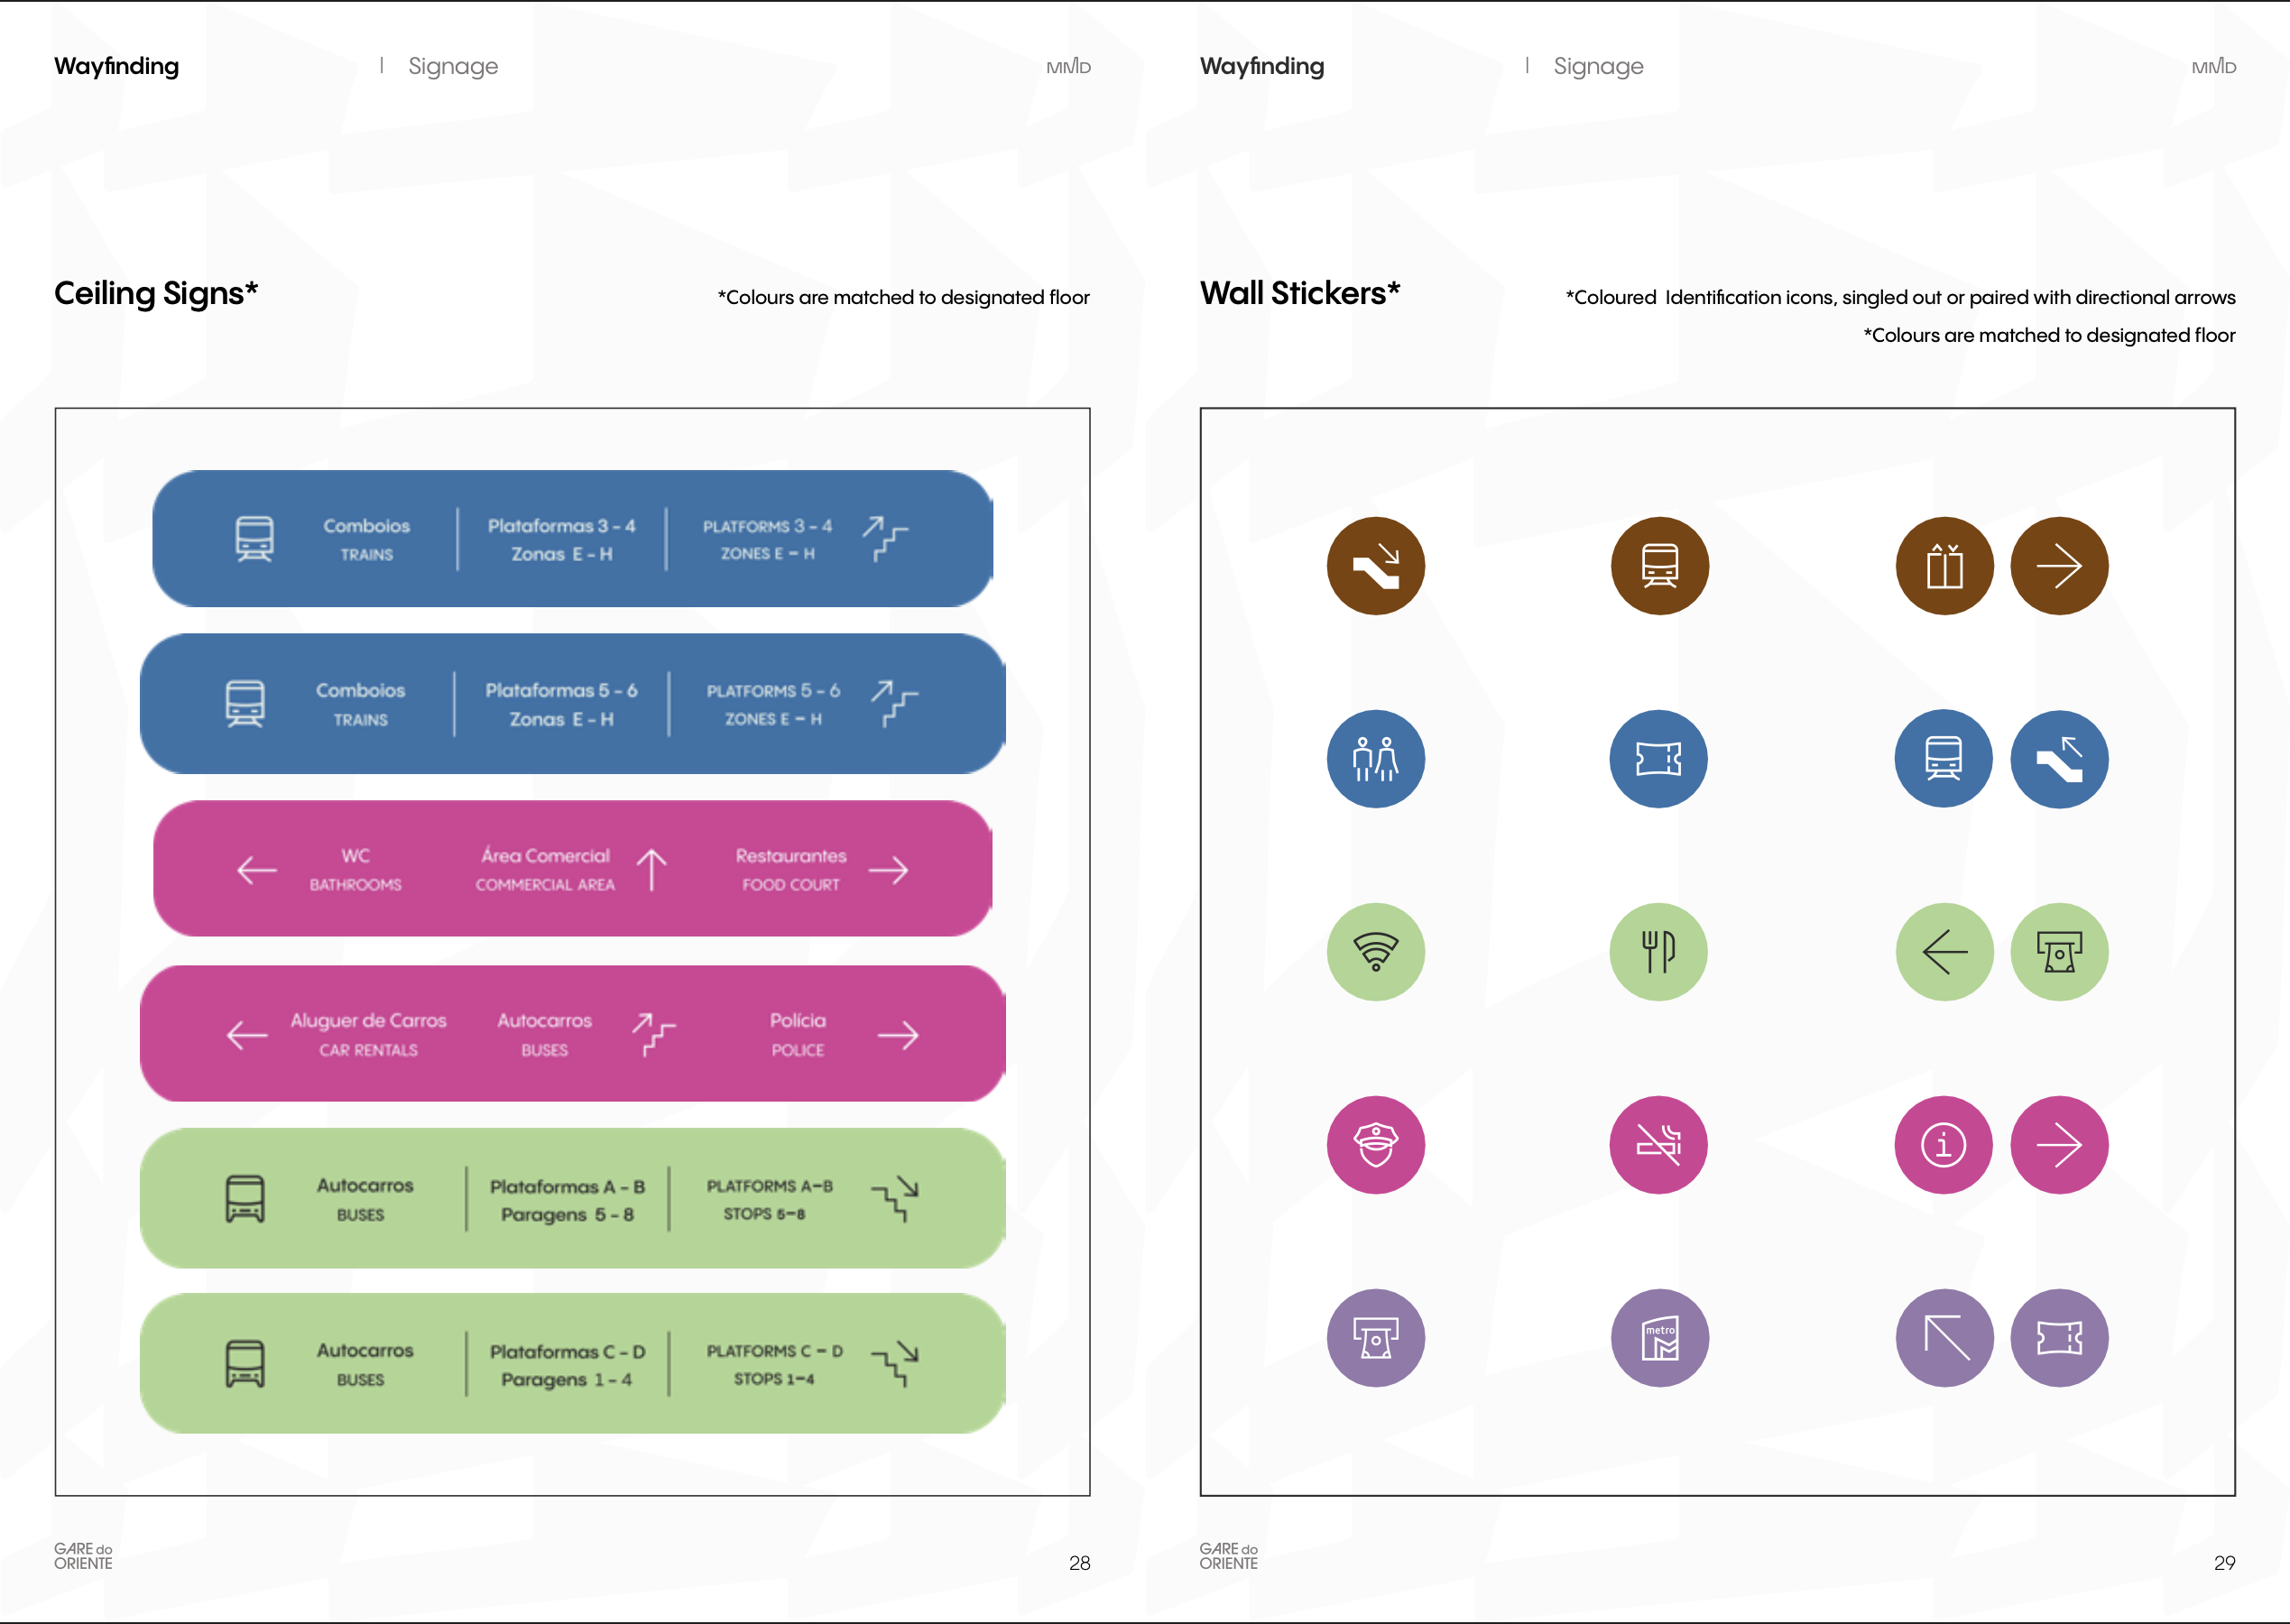 Wayfinding | Signage MMD
Ceiling Signs* *Colours are matched to designated floor
Comboios Plataformas 3 - 4 PLATFORMS 3 - 4
TRAINS Zonas E - H ZONES E – H
Comboios Plataformas 5 - 6 PLATFORMS 5 - 6
TRAINS Zonas E - H ZONES E – H
WC Área Comercial Restaurantes
BATHROOMS COMMERCIAL AREA FOOD COURT
Aluguer de Carros Autocarros Polícia
CAR RENTALS BUSES POLICE
Autocarros Plataformas A - B PLATFORMS A–B
BUSES Paragens 5 - 8 STOPS 5–8
Autocarros Plataformas C - D PLATFORMS C – D
BUSES Paragens 1 - 4 STOPS 1–4
GARE do
ORIENTE
28
Wayfinding | Signage MMD
Wall Stickers* *Coloured Identification icons, singled out or paired with directional arrows
*Colours are matched to designated floor
i
metro
GARE do
ORIENTE
29